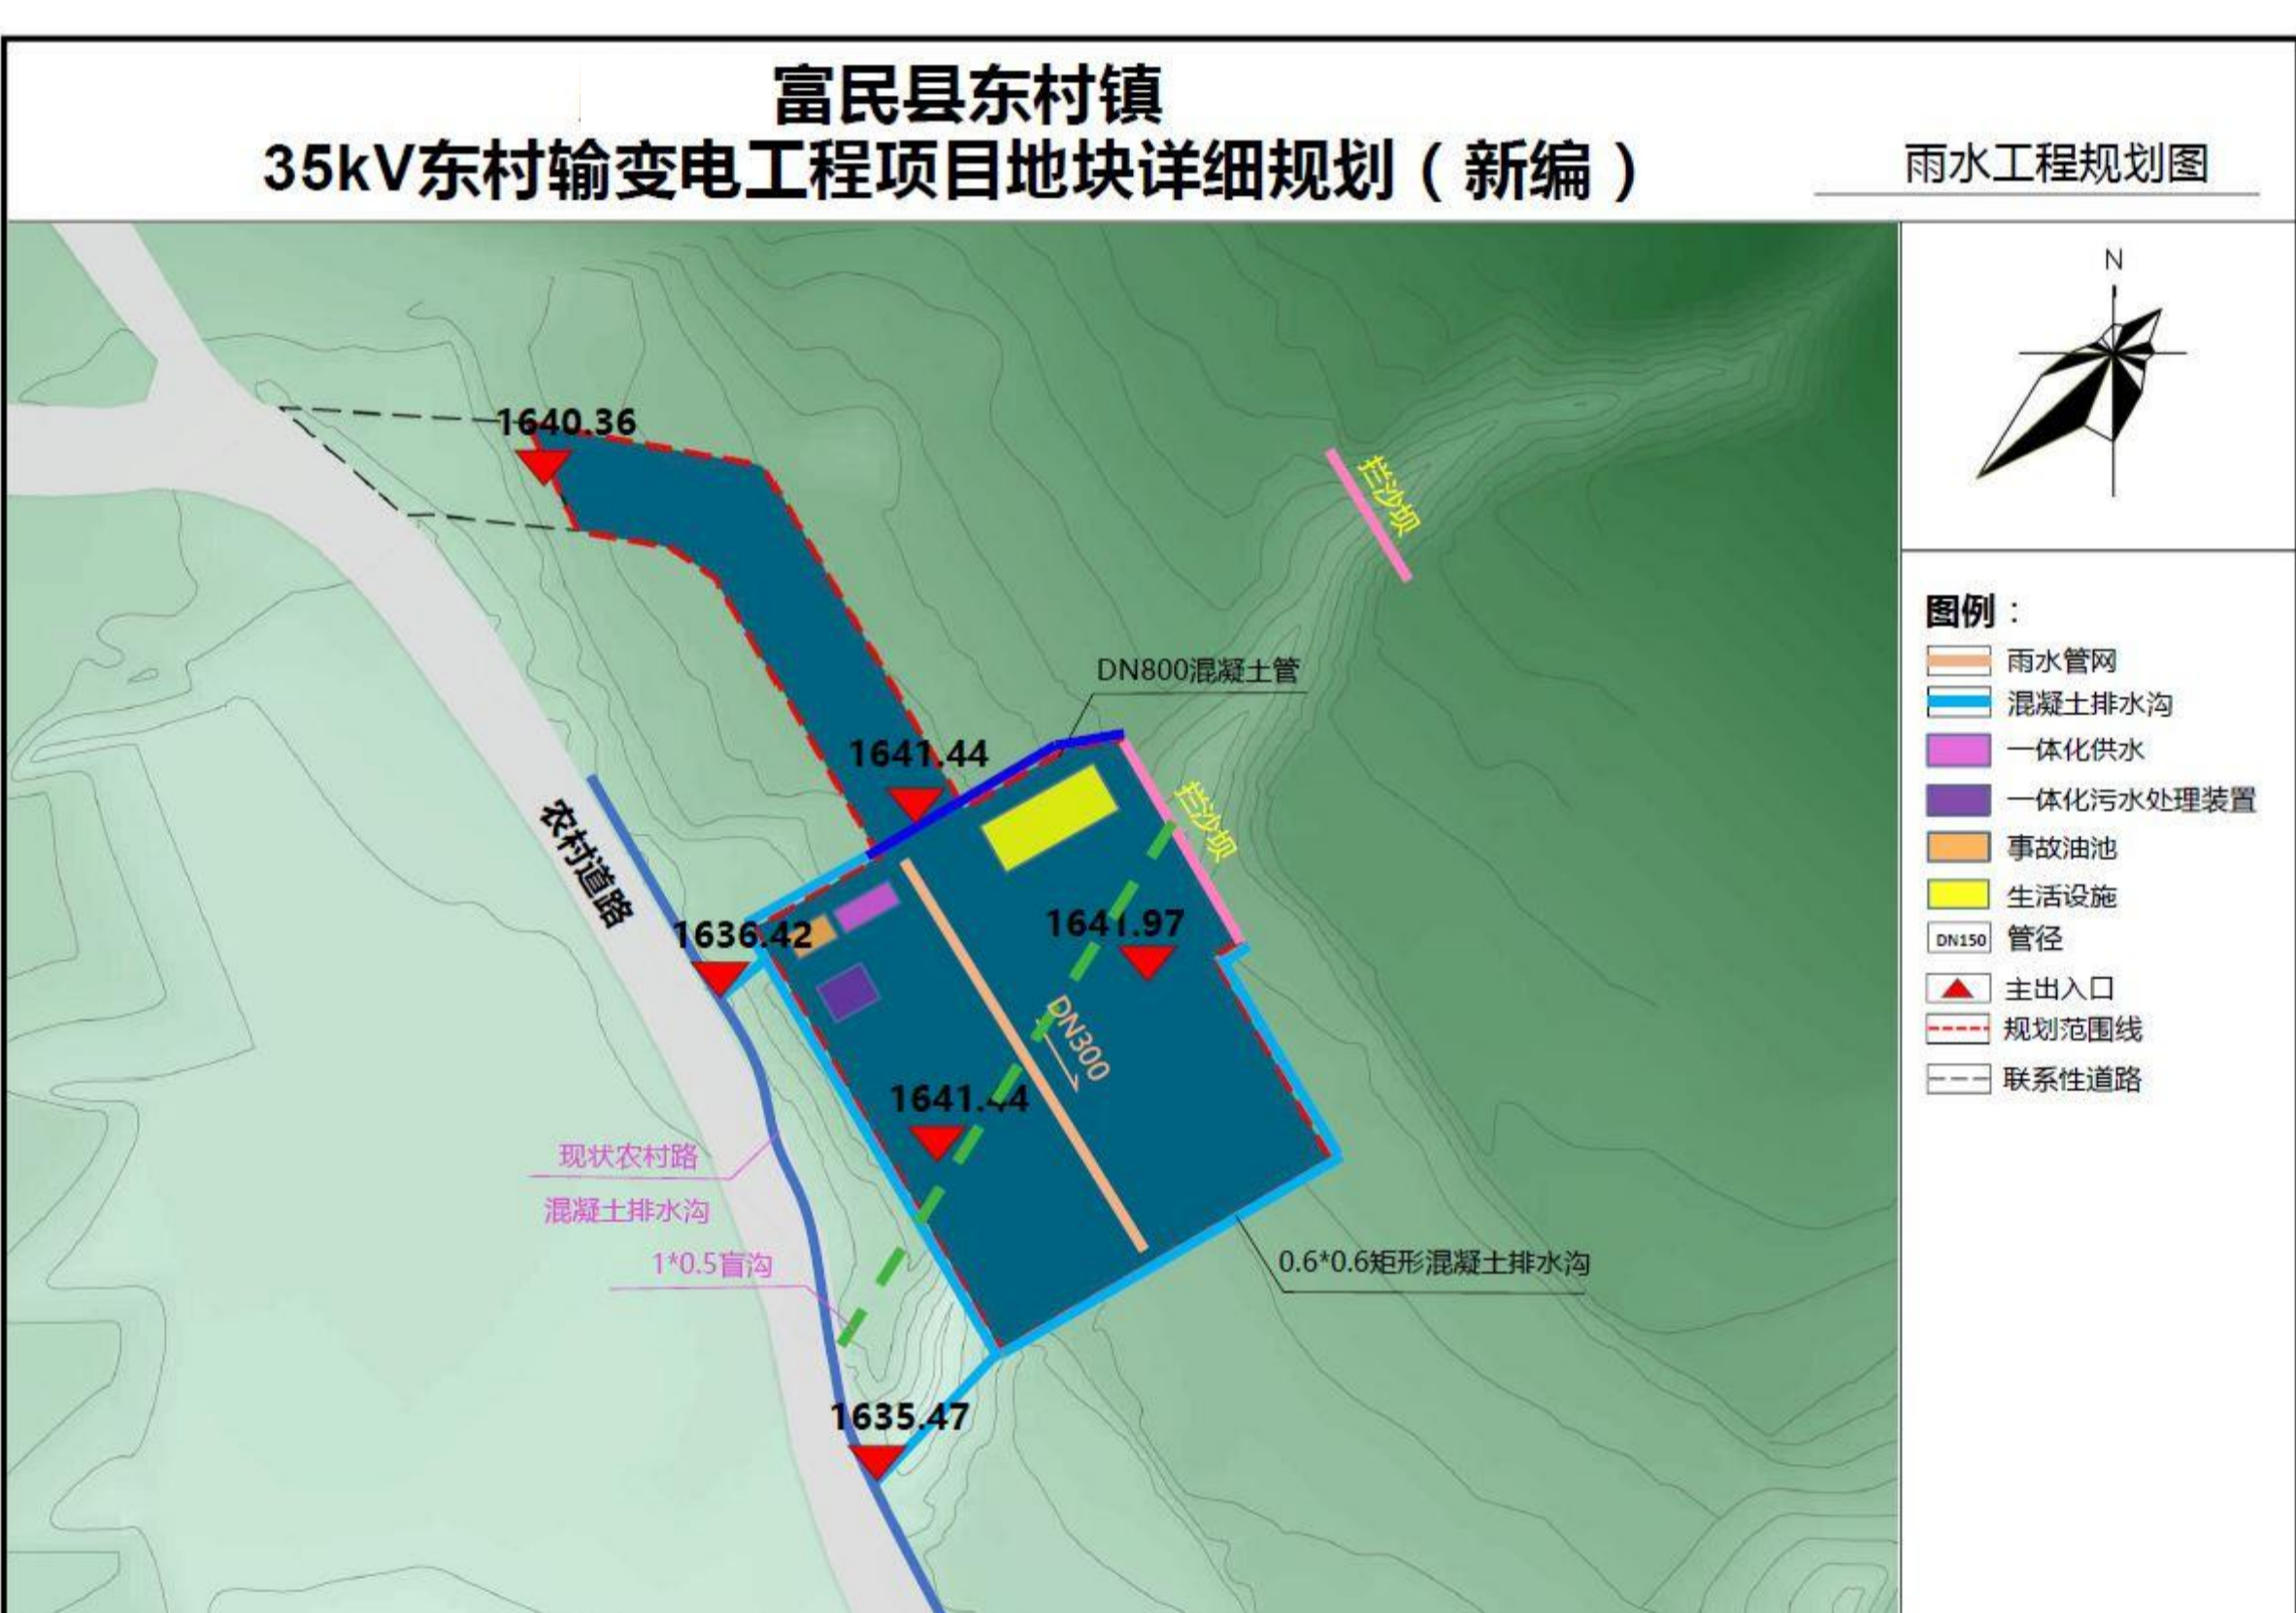 富民县东村镇
35kV东村输变电工程项目地块详细规划（新编）
雨水工程规划图
N
1640.36
拦沙坝
DN800混凝土管
1641.44
拦沙坝
农村道路
1636.42
1641.97
DN300
1641.44
现状农村路
混凝土排水沟
1*0.5盲沟
0.6*0.6矩形混凝土排水沟
1635.47
图例：
雨水管网
混凝土排水沟
一体化供水
一体化污水处理装置
事故油池
生活设施
DN150 管径
主出入口
规划范围线
联系性道路